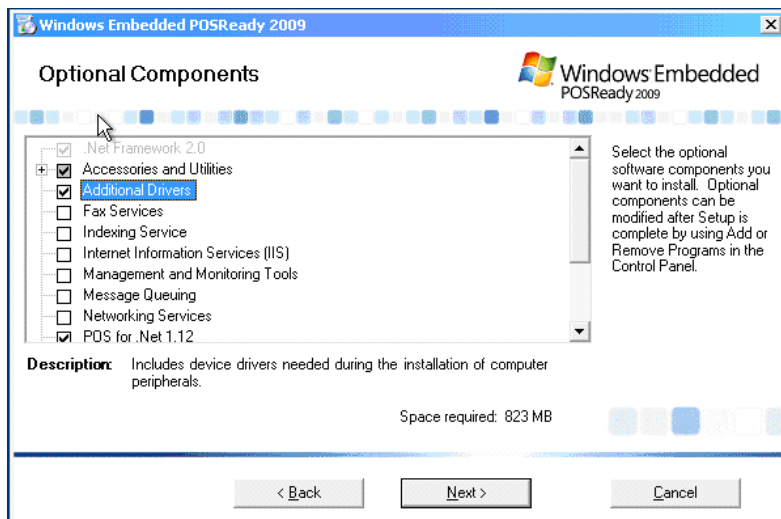 Windows Embedded POSReady 2009
Optional Components
Windows Embedded
POSReady 2009
.Net Framework 2.0
Accessories and Utilities
Additional Drivers
Fax Services
Indexing Service
Internet Information Services (IIS)
Management and Monitoring Tools
Message Queuing
Networking Services
POS for .Net 1.12
Select the optional
software components you
want to install. Optional
components can be
modified after Setup is
complete by using Add or
Remove Programs in the
Control Panel.
Description: Includes device drivers needed during the installation of computer
peripherals.
Space required: 823 MB
< Back
Next >
Cancel